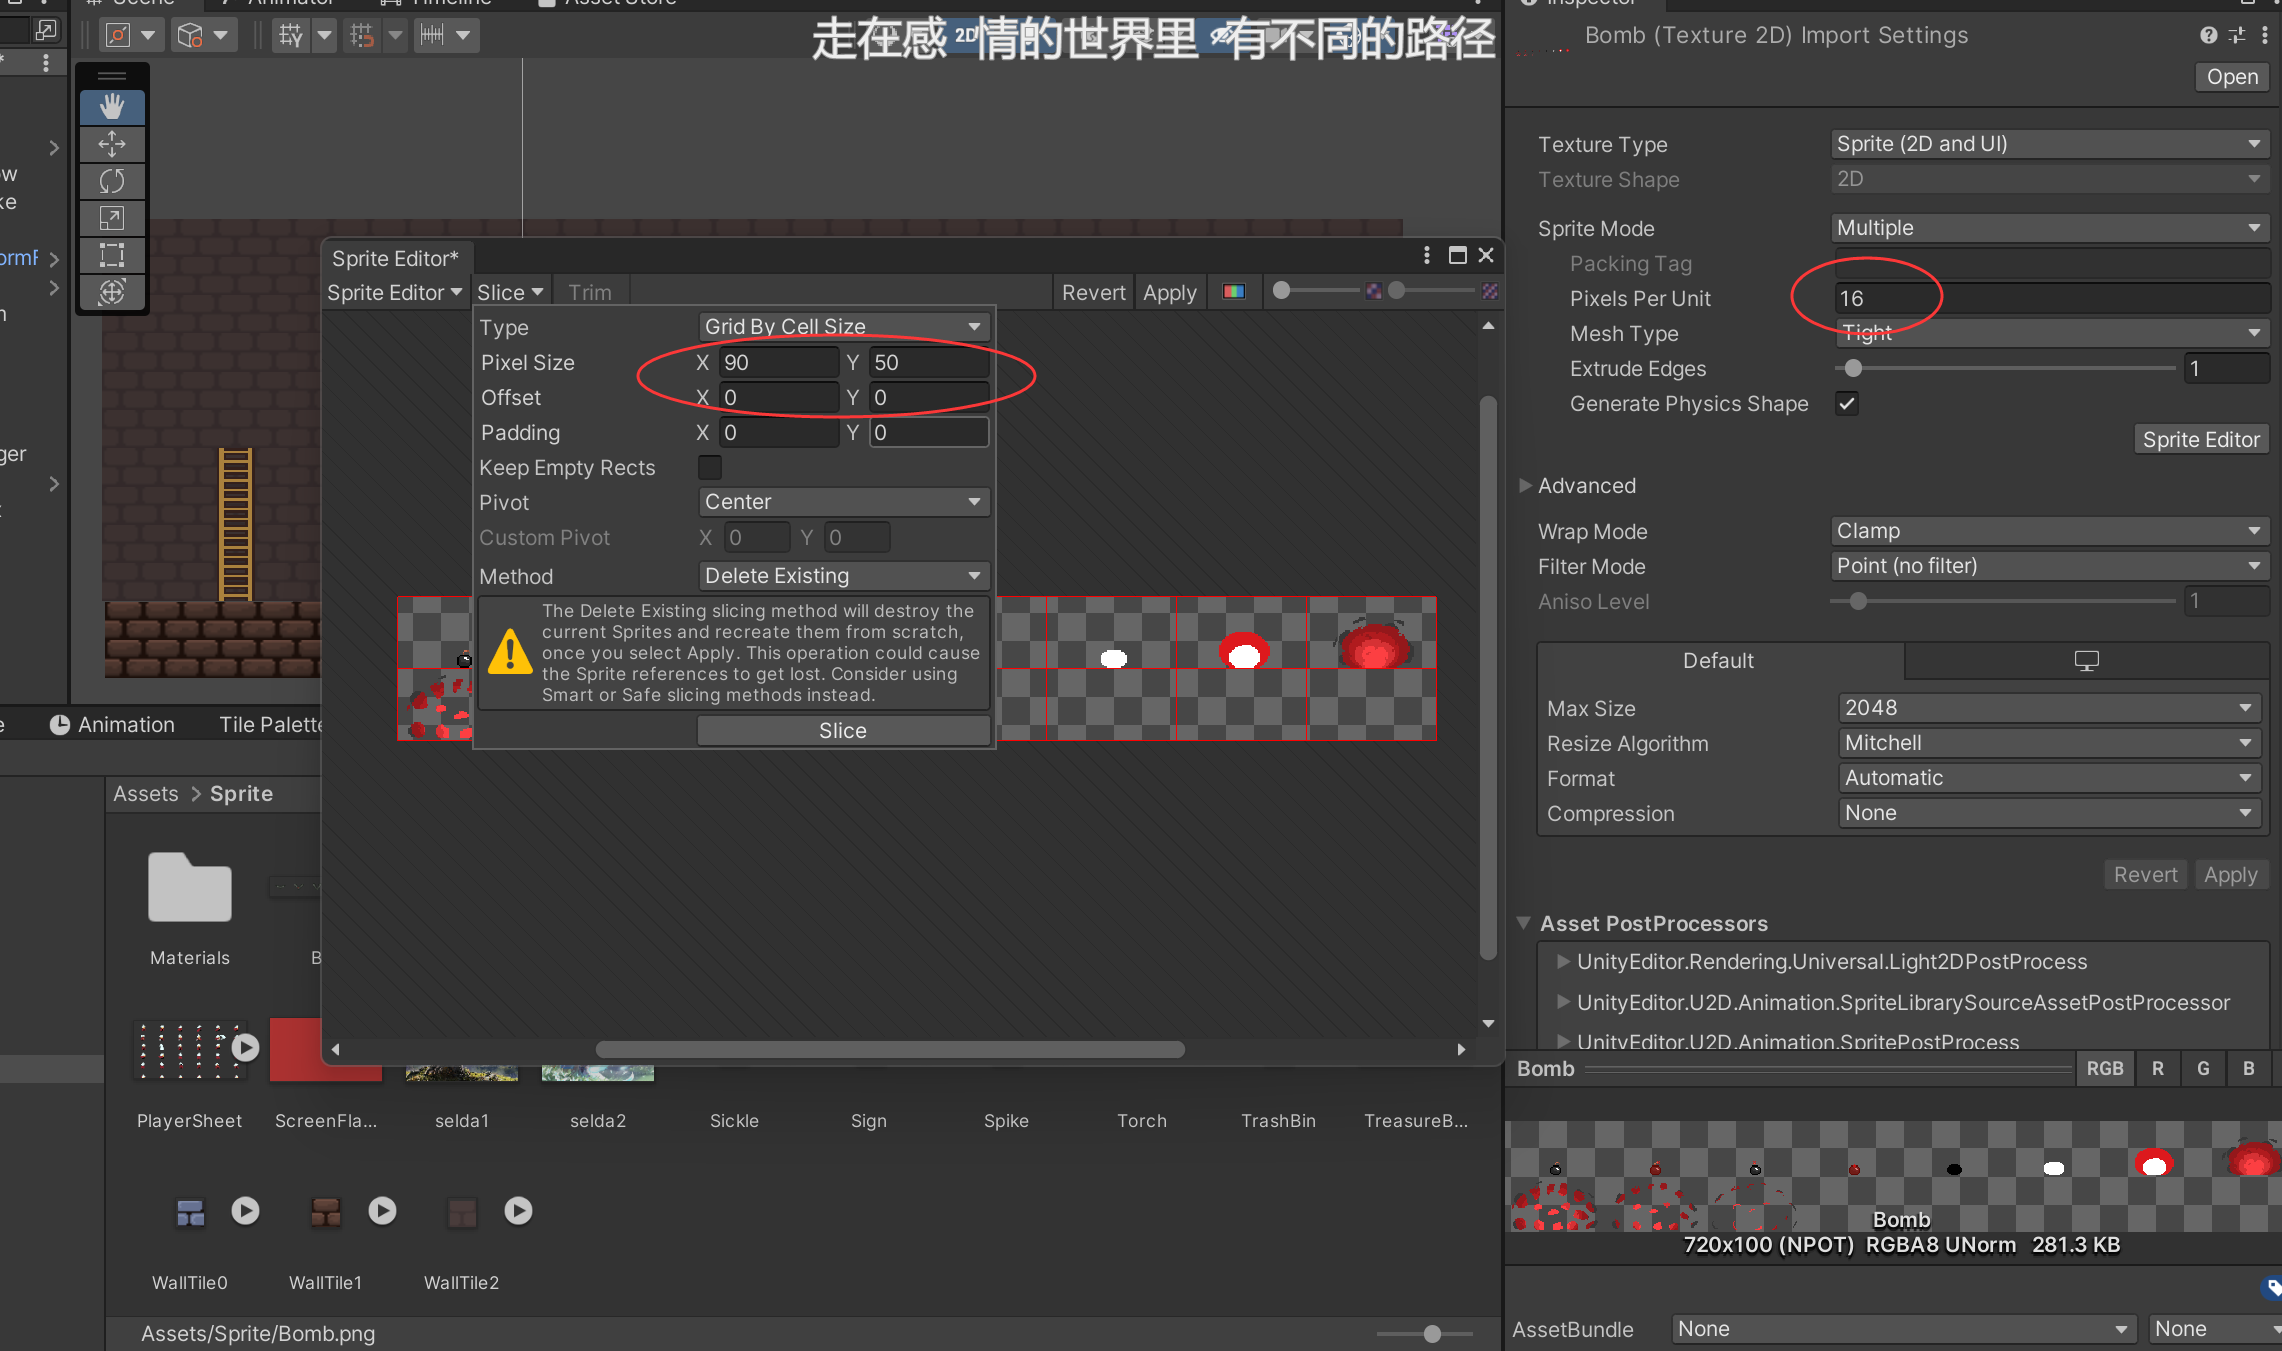 Scene
Animator
Timeline
Asset Store
2D
走在感 情的世界里 有不同的路径
ow
ke
ormF
n
ger
t
Sprite Editor*
Sprite Editor Slice Trim
Revert Apply
Type Grid By Cell Size
Pixel Size X 90 Y 50
Offset X 0 Y 0
Padding X 0 Y 0
Keep Empty Rects
Pivot Center
Custom Pivot X 0 Y 0
Method Delete Existing
The Delete Existing slicing method will destroy the
current Sprites and recreate them from scratch,
once you select Apply. This operation could cause
the Sprite references to get lost. Consider using
Smart or Safe slicing methods instead.
Slice
e Animation Tile Palette
Assets > Sprite
Materials
B
PlayerSheet ScreenFla... selda1 selda2 Sickle Sign Spike Torch TrashBin TreasureB...
WallTile0 WallTile1 WallTile2
Assets/Sprite/Bomb.png
Inspector
Bomb (Texture 2D) Import Settings
Open
Texture Type Sprite (2D and UI)
Texture Shape 2D
Sprite Mode Multiple
Packing Tag
Pixels Per Unit 16
Mesh Type Tight
Extrude Edges 1
Generate Physics Shape
Sprite Editor
Advanced
Wrap Mode Clamp
Filter Mode Point (no filter)
Aniso Level 1
Default
Max Size 2048
Resize Algorithm Mitchell
Format Automatic
Compression None
Revert Apply
Asset PostProcessors
UnityEditor.Rendering.Universal.Light2DPostProcess
UnityEditor.U2D.Animation.SpriteLibrarySourceAssetPostProcessor
UnityEditor.U2D.Animation.SpritePostProcess
Bomb RGB R G B
Bomb
720x100 (NPOT) RGBA8 UNorm 281.3 KB
AssetBundle None None